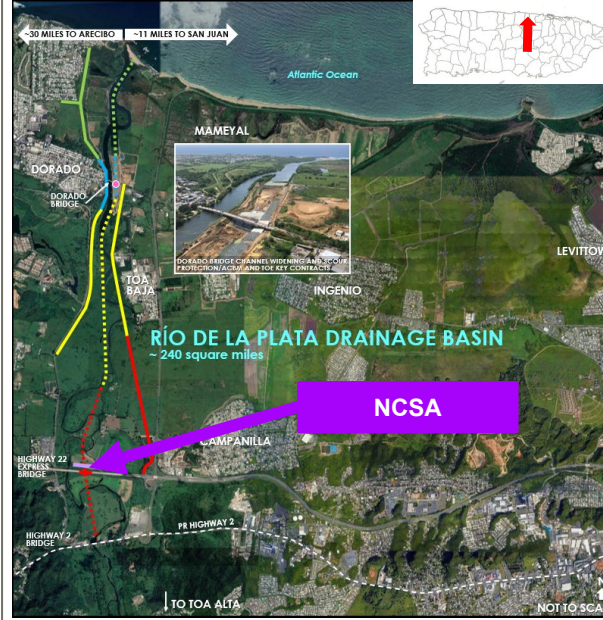 ~30 MILES TO ARECIBO
~11 MILES TO SAN JUAN
Atlantic Ocean
MAMEYAL
DORADO
DORADO
BRIDGE
DORADO BRIDGE CHANNEL WIDENING AND SCOUR
PROTECTION/ACBM AND TOE KEY CONTRACTS
LEVITTOW
TOA
BAJA
INGENIO
RÍO DE LA PLATA DRAINAGE BASIN
~ 240 square miles
NCSA
CAMPANILLA
HIGHWAY 22
EXPRESS
BRIDGE
HIGHWAY 2
BRIDGE
PR HIGHWAY 2
TO TOA ALTA
NOT TO SCA